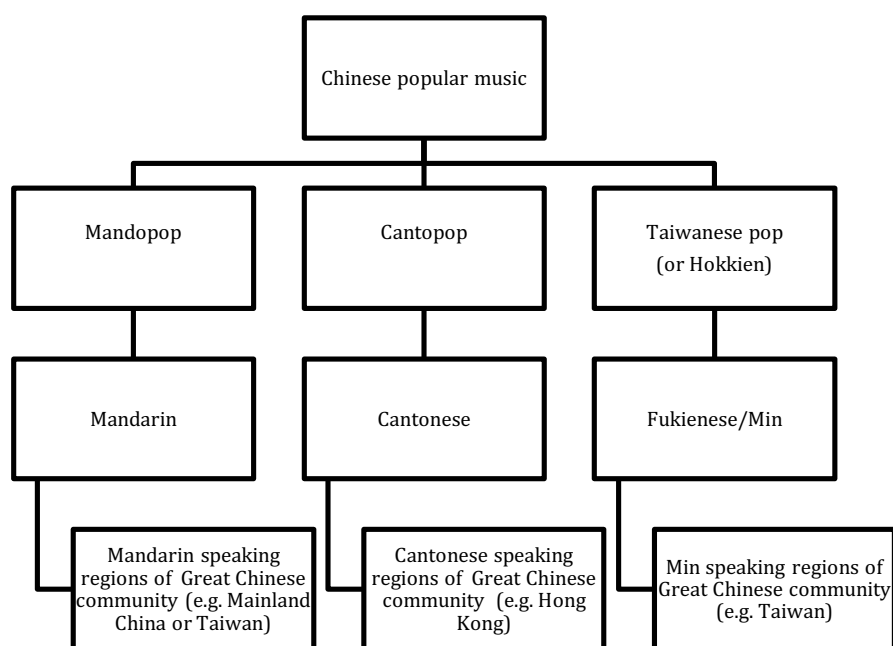 Chinese popular music
Mandopop
Cantopop
Taiwanese pop
(or Hokkien)
Mandarin
Cantonese
Fukienese/Min
Mandarin speaking
regions of Great Chinese
community (e.g. Mainland
China or Taiwan)
Cantonese speaking
regions of Great Chinese
community (e.g. Hong
Kong)
Min speaking regions of
Great Chinese community
(e.g. Taiwan)